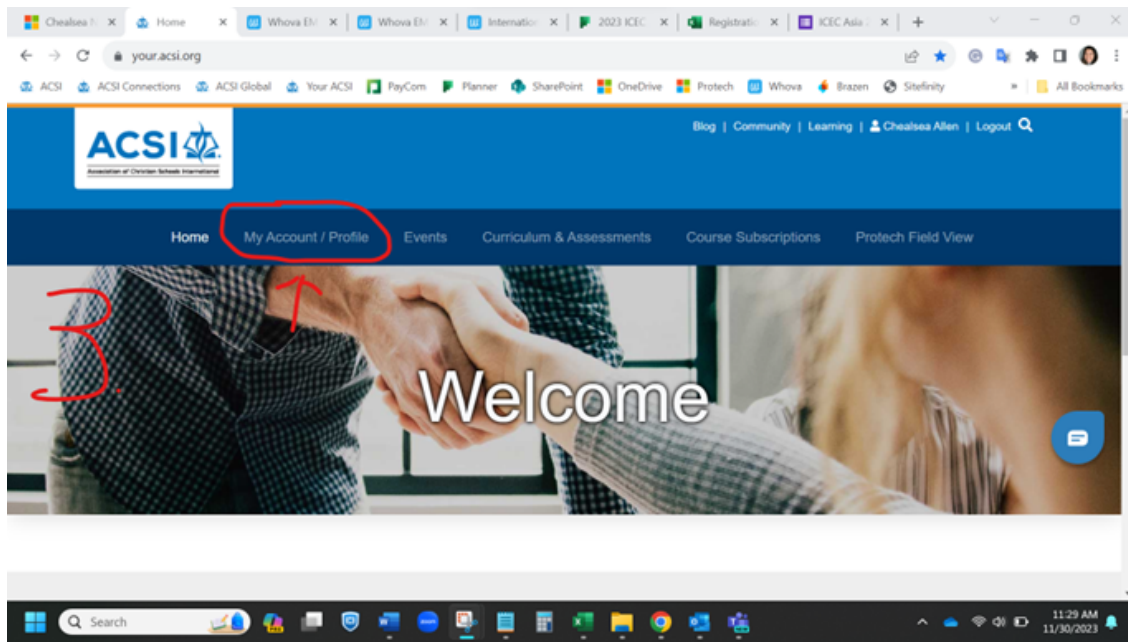 Chealsea N
Home
Whova EM
Whova EM
Internation
2023 ICEC
Registratio
ICEC Asia
your.acsi.org
ACSI
ACSI Connections
ACSI Global
Your ACSI
PayCom
Planner
SharePoint
OneDrive
Protech
Whova
Brazen
Sitefinity
»
All Bookmarks
Blog | Community | Learning | Chealsea Allen | Logout
ACSI
Association of Christian Schools International
Home
My Account / Profile
Events
Curriculum & Assessments
Course Subscriptions
Protech Field View
3.
Welcome
Search
11:29 AM
11/30/2023